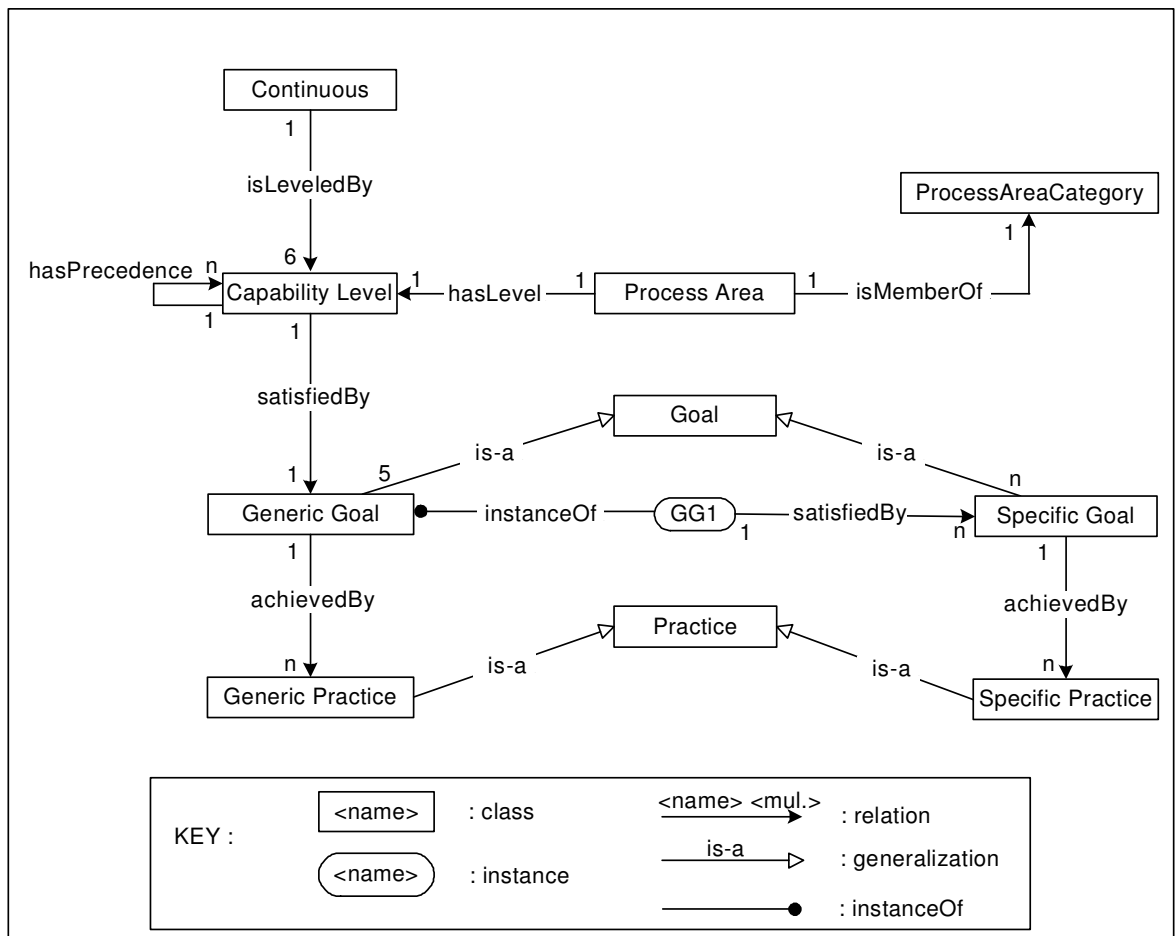 Continuous
1
isLeveledBy
ProcessAreaCategory
1
hasPrecedence
n
6
1
hasLevel
1
1
Capability Level
Process Area
isMemberOf
1
1
satisfiedBy
Goal
is-a
is-a
1
5
n
Generic Goal
instanceOf
GG1
satisfiedBy
Specific Goal
1
n
1
1
achievedBy
achievedBy
Practice
n
is-a
is-a
n
Generic Practice
Specific Practice
KEY :
<name>
: class
<name> <mul.>
: relation
is-a
: generalization
<name>
: instance
: instanceOf